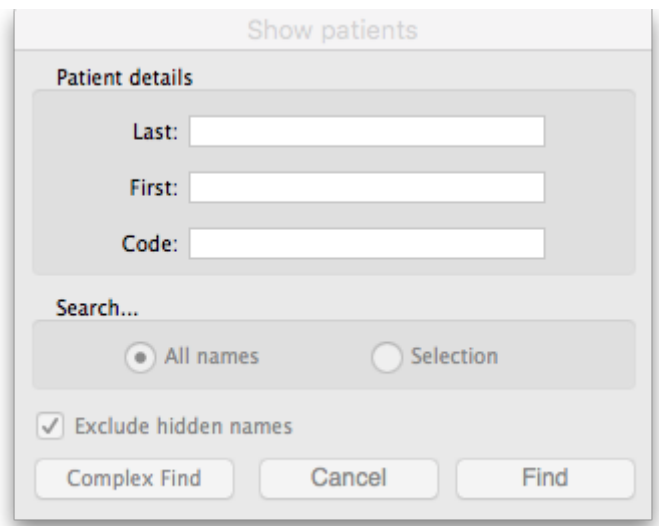 Show patients
Patient details
Last:
First:
Code:
Search...
All names Selection
Exclude hidden names
Complex Find Cancel Find